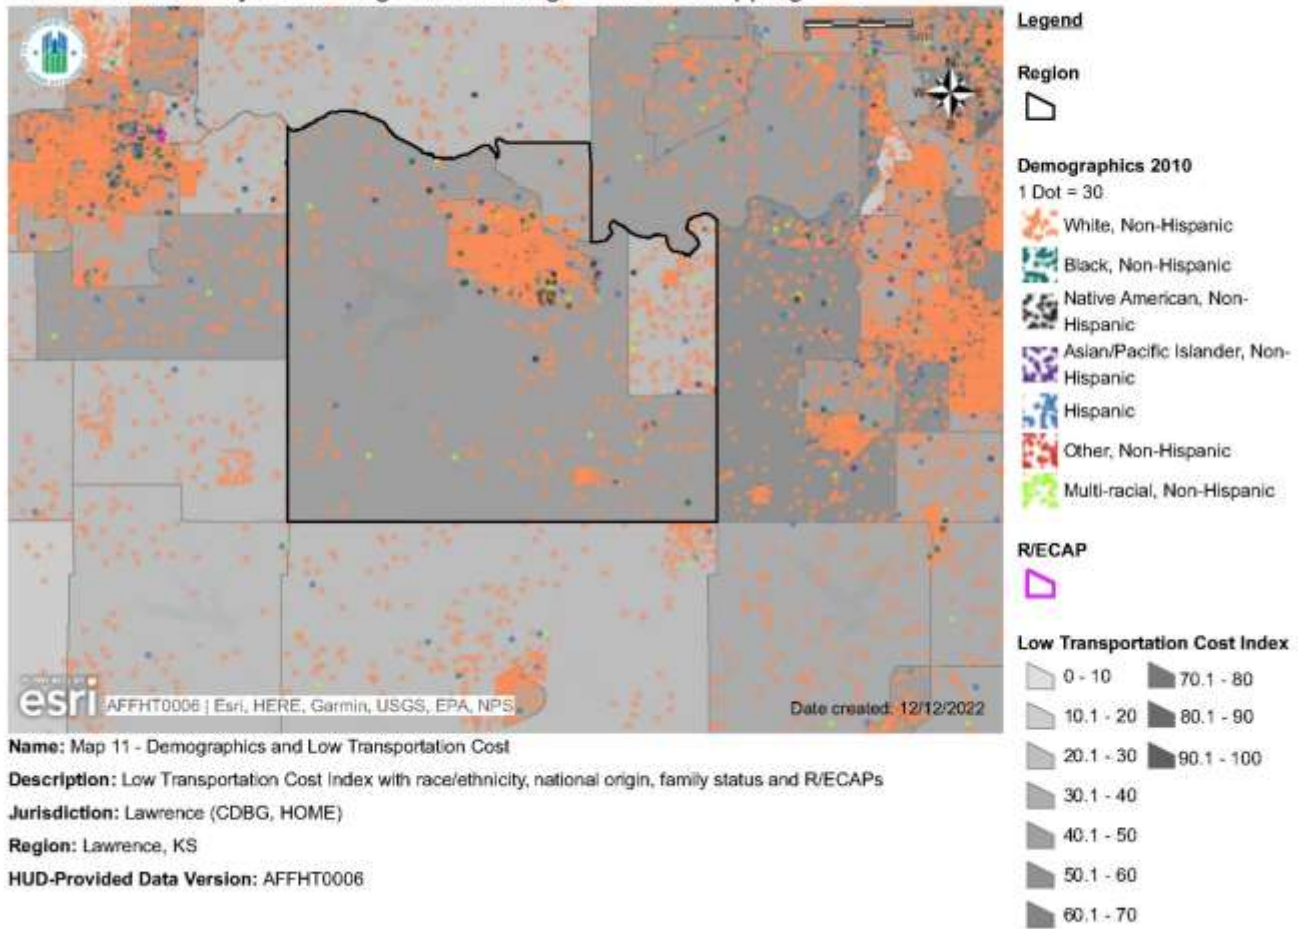 Legend
Region
Demographics 2010
1 Dot = 30
White, Non-Hispanic
Black, Non-Hispanic
Native American, Non-
Hispanic
Asian/Pacific Islander, Non-
Hispanic
Hispanic
Other, Non-Hispanic
Multi-racial, Non-Hispanic
R/ECAP
Low Transportation Cost Index
0 - 10
70.1 - 80
10.1 - 20
80.1 - 90
20.1 - 30
90.1 - 100
30.1 - 40
40.1 - 50
50.1 - 60
60.1 - 70
esri
AFFHT0006 | Esri, HERE, Garmin, USGS, EPA, NPS
Date created: 12/12/2022
Name: Map 11 - Demographics and Low Transportation Cost
Description: Low Transportation Cost Index with race/ethnicity, national origin, family status and R/ECAPs
Jurisdiction: Lawrence (CDBG, HOME)
Region: Lawrence, KS
HUD-Provided Data Version: AFFHT0006